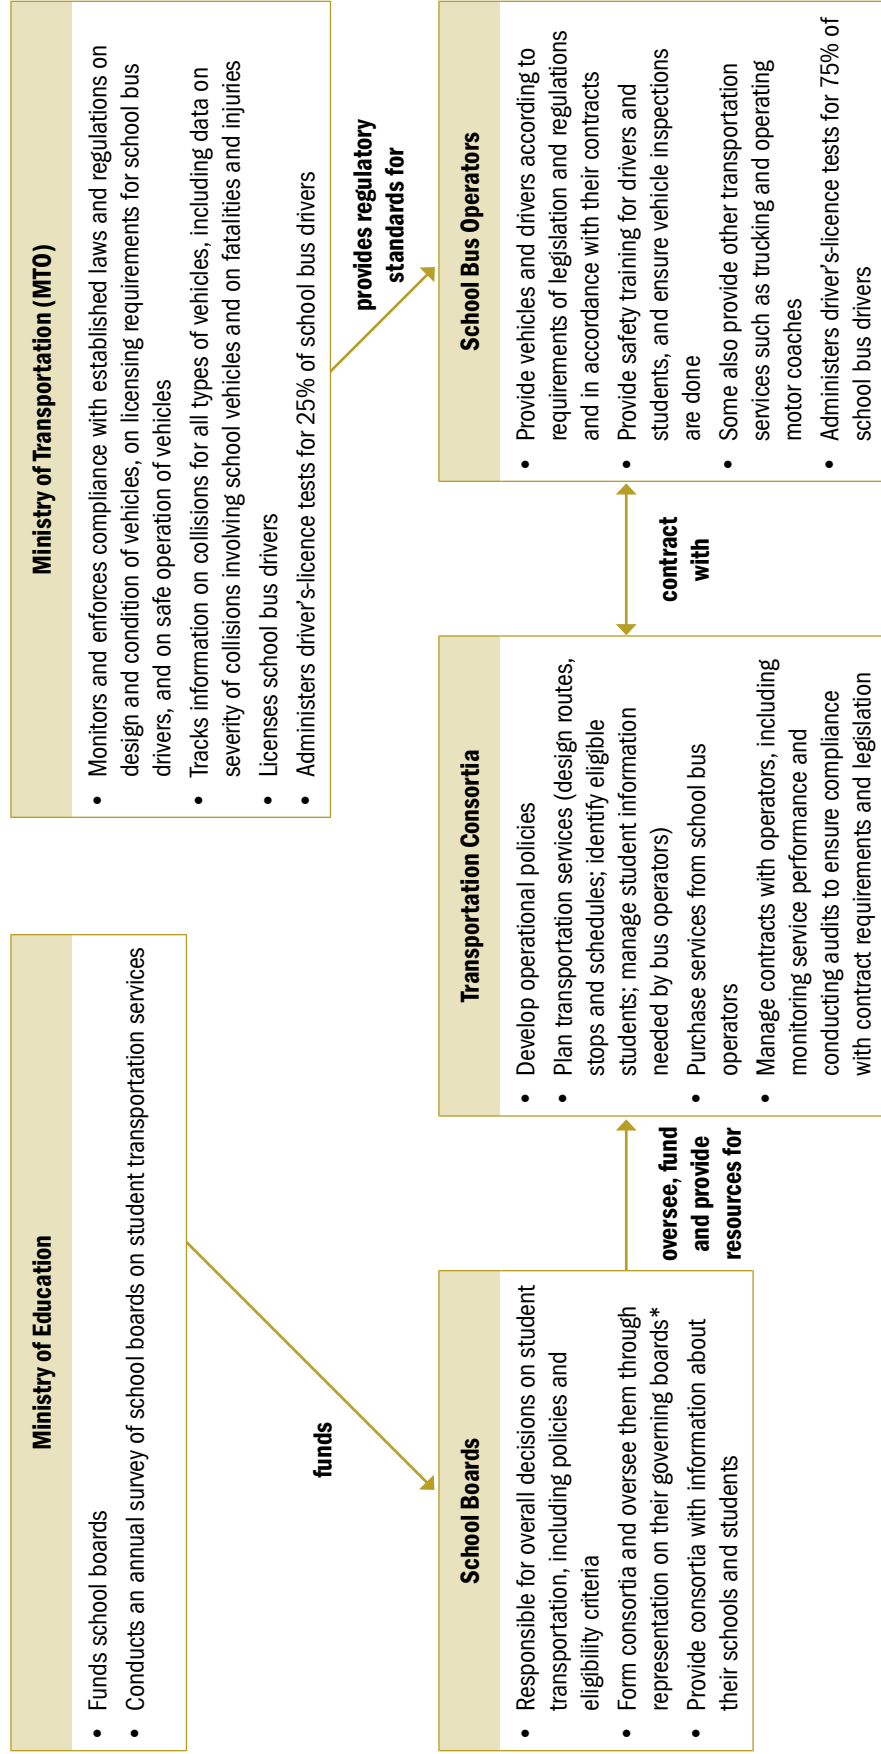 Ministry of Education
• Funds school boards
• Conducts an annual survey of school boards on student transportation services
Ministry of Transportation (MTO)
• Monitors and enforces compliance with established laws and regulations on
design and condition of vehicles, on licensing requirements for school bus
drivers, and on safe operation of vehicles
• Tracks information on collisions for all types of vehicles, including data on
severity of collisions involving school vehicles and on fatalities and injuries
• Licenses school bus drivers
• Administers driver's-licence tests for 25% of school bus drivers
funds
provides regulatory
standards for
School Boards
• Responsible for overall decisions on student
transportation, including policies and
eligibility criteria
• Form consortia and oversee them through
representation on their governing boards*
• Provide consortia with information about
their schools and students
oversee, fund
and provide
resources for
Transportation Consortia
• Develop operational policies
• Plan transportation services (design routes,
stops and schedules; identify eligible
students; manage student information
needed by bus operators)
• Purchase services from school bus
operators
• Manage contracts with operators, including
monitoring service performance and
conducting audits to ensure compliance
with contract requirements and legislation
contract
with
School Bus Operators
• Provide vehicles and drivers according to
requirements of legislation and regulations
and in accordance with their contracts
• Provide safety training for drivers and
students, and ensure vehicle inspections
are done
• Some also provide other transportation
services such as trucking and operating
motor coaches
• Administers driver's-licence tests for 75% of
school bus drivers